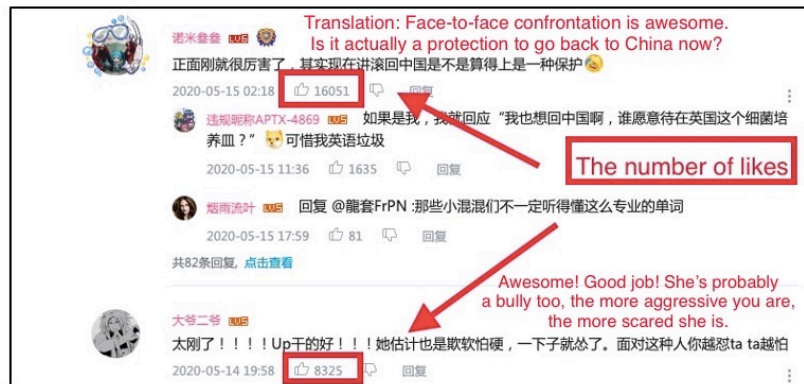 Translation: Face-to-face confrontation is awesome.
Is it actually a protection to go back to China now?
诺米叁叁 LV6
正面刚就很厉害了，其实现在讲滚回中国是不是算得上是一种保护
2020-05-15 02:18 16051 回复
违规昵称APTX-4869 LV5 如果是我，我就回应“我也想回中国啊，谁愿意待在英国这个细菌培
养皿？” 可惜我英语垃圾
2020-05-15 11:36 1635 回复
The number of likes
烟雨流叶 LV5 回复 @龍套FrPN :那些小混混们不一定听得懂这么专业的单词
2020-05-15 17:59 81 回复
共82条回复, 点击查看
Awesome! Good job! She's probably
a bully too, the more aggressive you are,
the more scared she is.
大爷二爷 LV5
太刚了！！！！Up干的好！！！她估计也是欺软怕硬，一下子就怂了。面对这种人你越怼ta ta越怕
2020-05-14 19:58 8325 回复